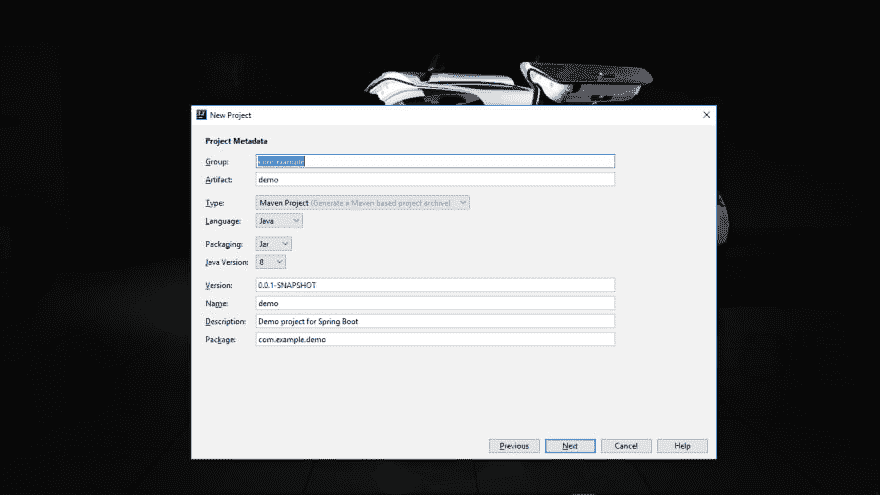 New Project
Project Metadata
Group: com.example
Artifact: demo
Type: Maven Project (Generate a Maven based project archive)
Language: Java
Packaging: Jar
Java Version: 8
Version: 0.0.1-SNAPSHOT
Name: demo
Description: Demo project for Spring Boot
Package: com.example.demo
Previous Next Cancel Help